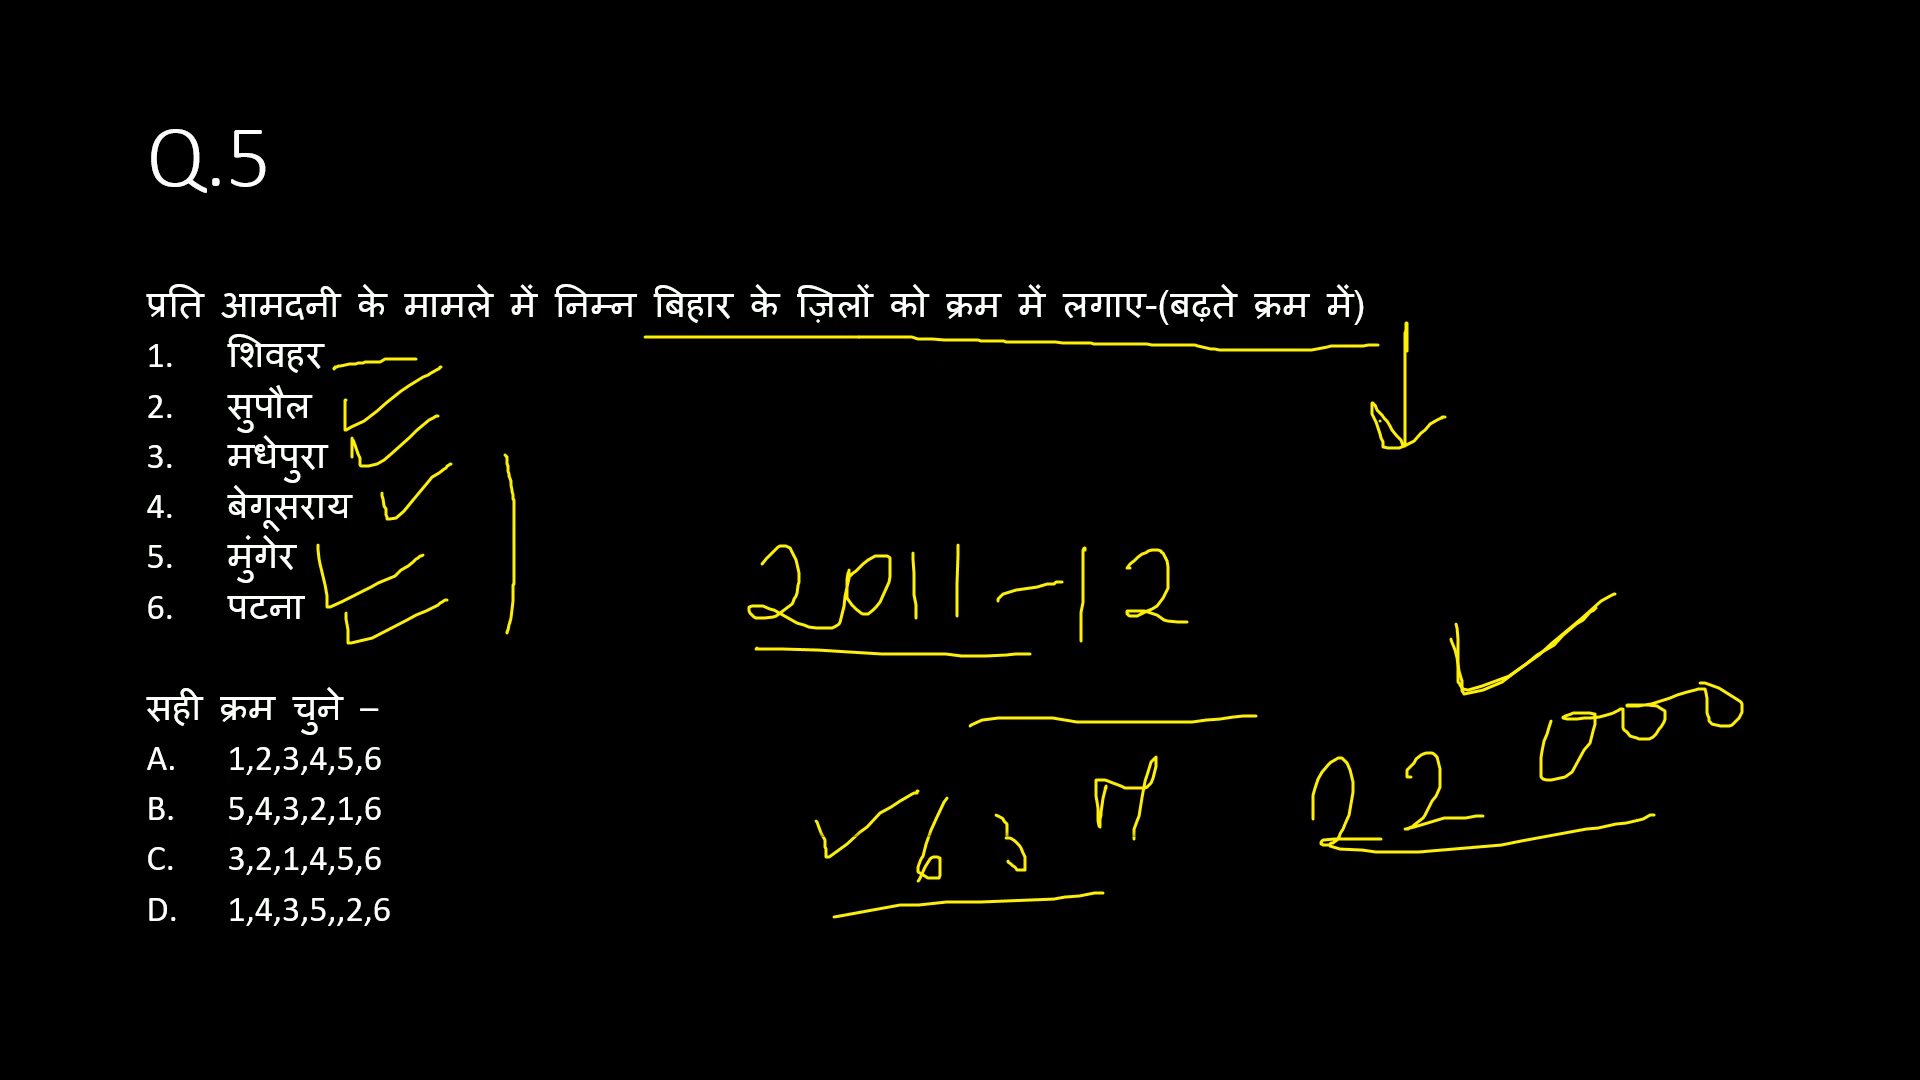 Q.5
प्रति आमदनी के मामले में निम्न बिहार के ज़िलों को क्रम में लगाए-(बढ़ते क्रम में)
1. शिवहर
2. सुपौल
3. मधेपुरा
4. बेगूसराय
5. मुंगेर
6. पटना
2011-12
22000
सही क्रम चुने –
A. 1,2,3,4,5,6
B. 5,4,3,2,1,6
C. 3,2,1,4,5,6
D. 1,4,3,5,,2,6